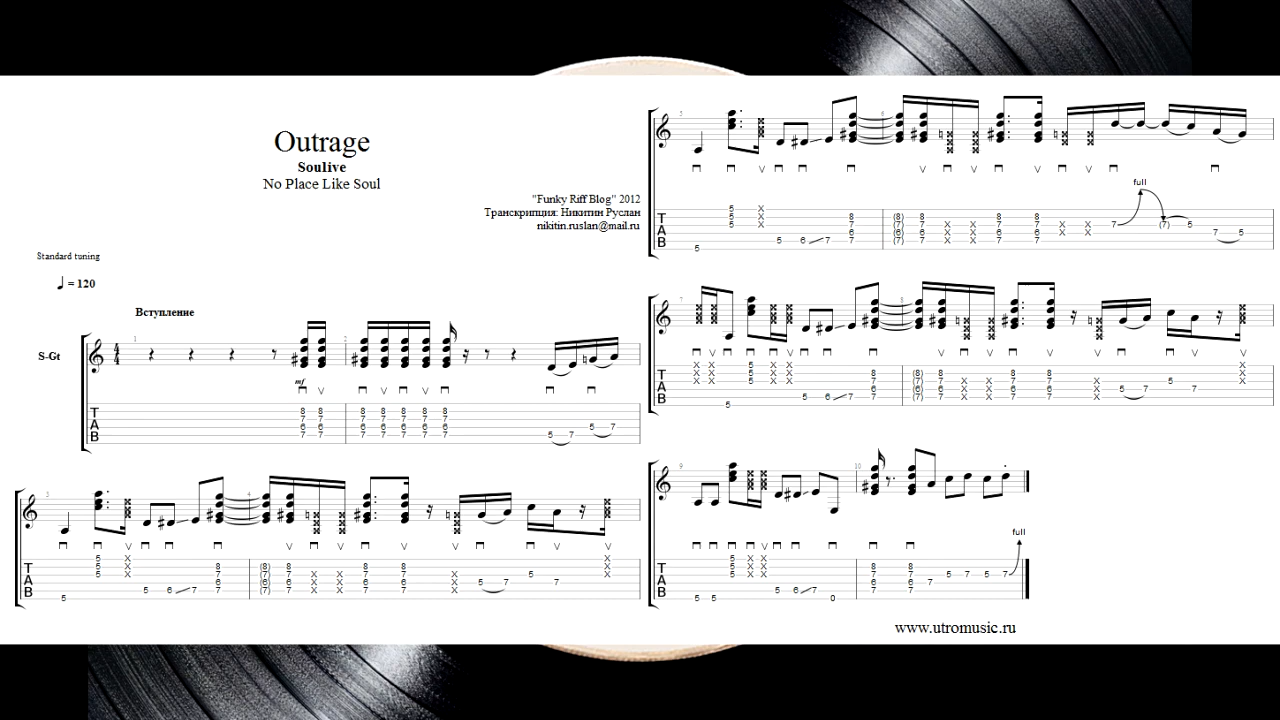 Outrage
Soulive
No Place Like Soul
"Funky Riff Blog" 2012
Транскрипция: Никитин Руслан
nikitin.ruslan@mail.ru
Standard tuning
= 120
Вступление
S-Gt
mf
T
A
B
full
full
www.utromusic.ru